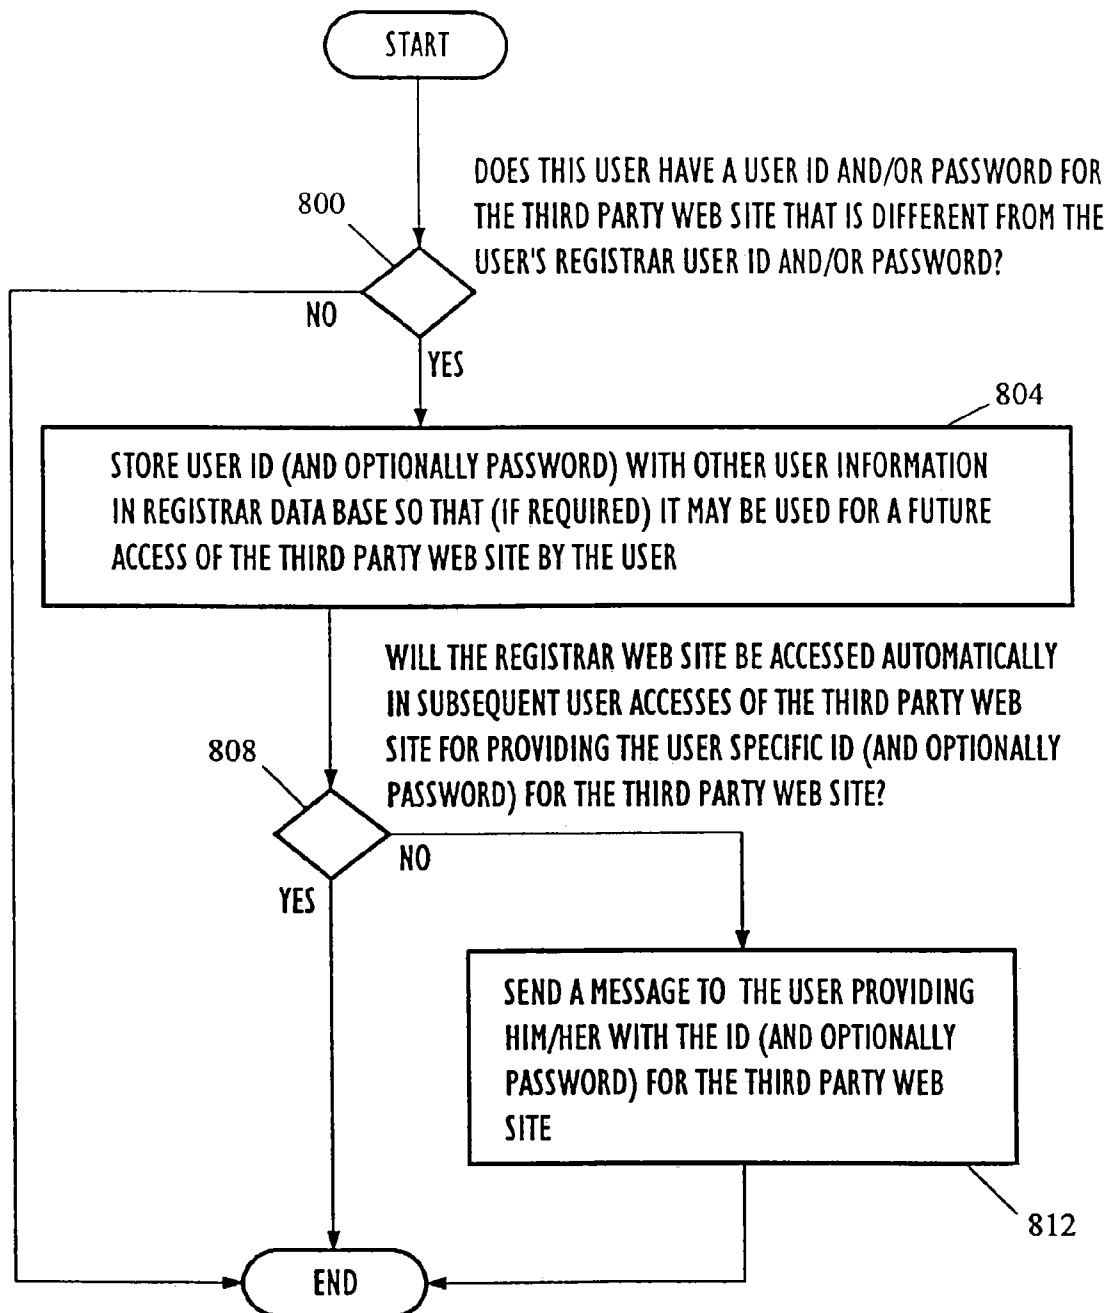 START
DOES THIS USER HAVE A USER ID AND/OR PASSWORD FOR
THE THIRD PARTY WEB SITE THAT IS DIFFERENT FROM THE
USER'S REGISTRAR USER ID AND/OR PASSWORD?
800
NO
YES
804
STORE USER ID (AND OPTIONALLY PASSWORD) WITH OTHER USER INFORMATION
IN REGISTRAR DATA BASE SO THAT (IF REQUIRED) IT MAY BE USED FOR A FUTURE
ACCESS OF THE THIRD PARTY WEB SITE BY THE USER
WILL THE REGISTRAR WEB SITE BE ACCESSED AUTOMATICALLY
IN SUBSEQUENT USER ACCESSES OF THE THIRD PARTY WEB
SITE FOR PROVIDING THE USER SPECIFIC ID (AND OPTIONALLY
PASSWORD) FOR THE THIRD PARTY WEB SITE?
808
NO
YES
SEND A MESSAGE TO THE USER PROVIDING
HIM/HER WITH THE ID (AND OPTIONALLY
PASSWORD) FOR THE THIRD PARTY WEB
SITE
812
END